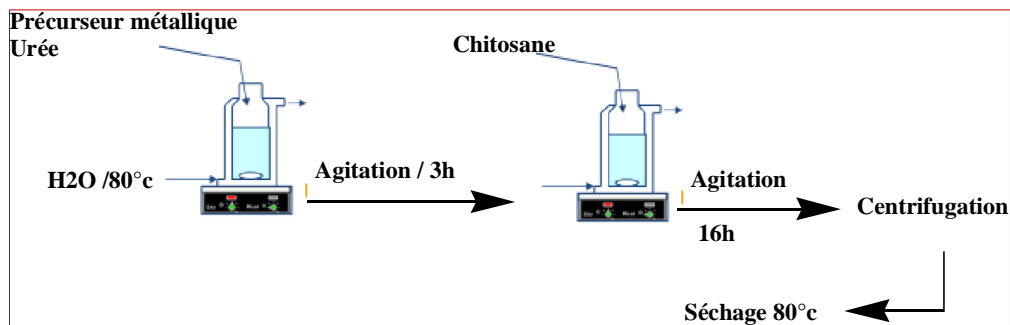 Précurseur métallique
Urée
Chitosane
H2O /80°c
Agitation / 3h
Agitation
16h
Centrifugation
Séchage 80°c